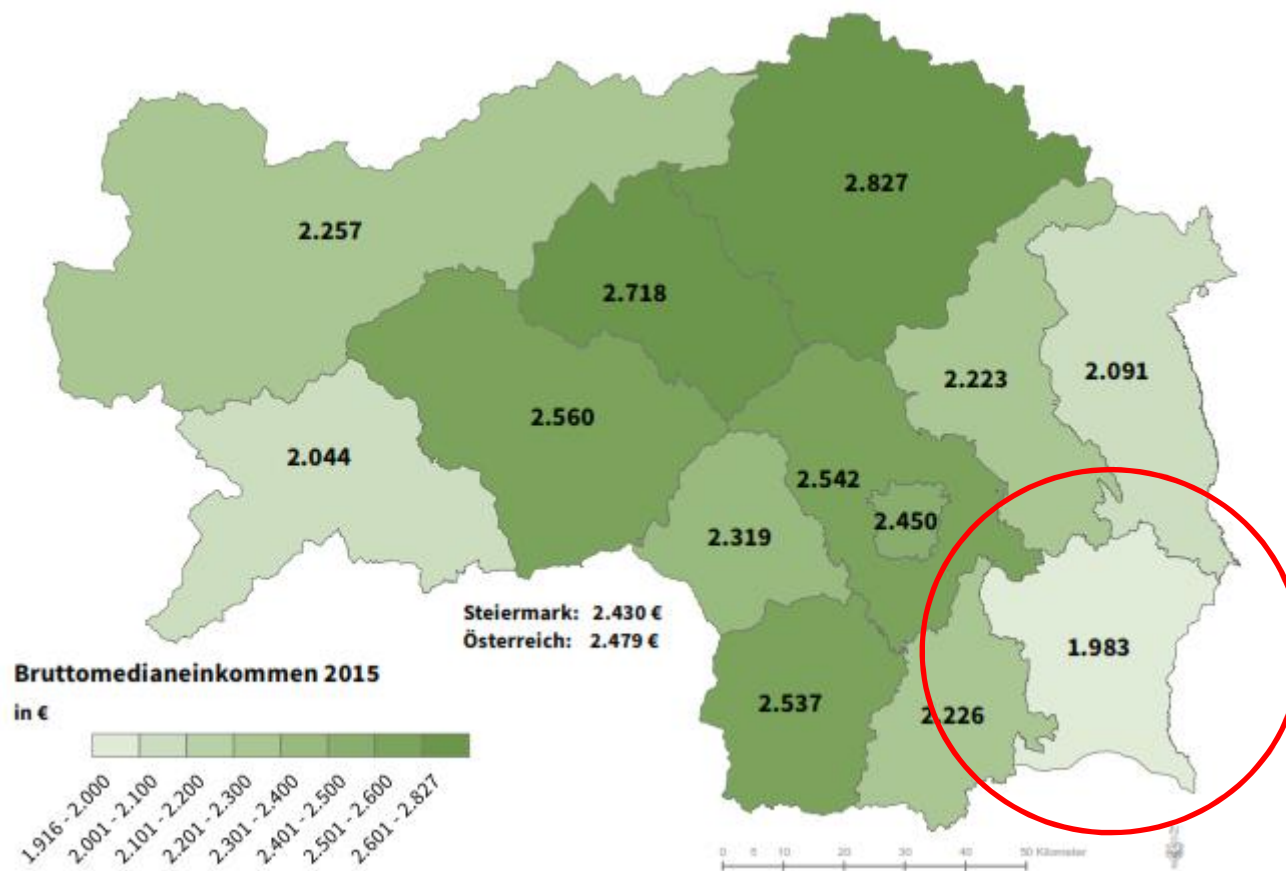 2.827
2.257
2.718
2.223
2.091
2.560
2.044
2.542
2.450
2.319
Steiermark: 2.430 €
Österreich: 2.479 €
1.983
Bruttomedianeinkommen 2015
in €
2.537
2.226
1.916 - 2.000
2.001 - 2.100
2.101 - 2.200
2.201 - 2.300
2.301 - 2.400
2.401 - 2.500
2.501 - 2.600
2.601 - 2.827
0 5 10 20 30 40 50 Kilometer